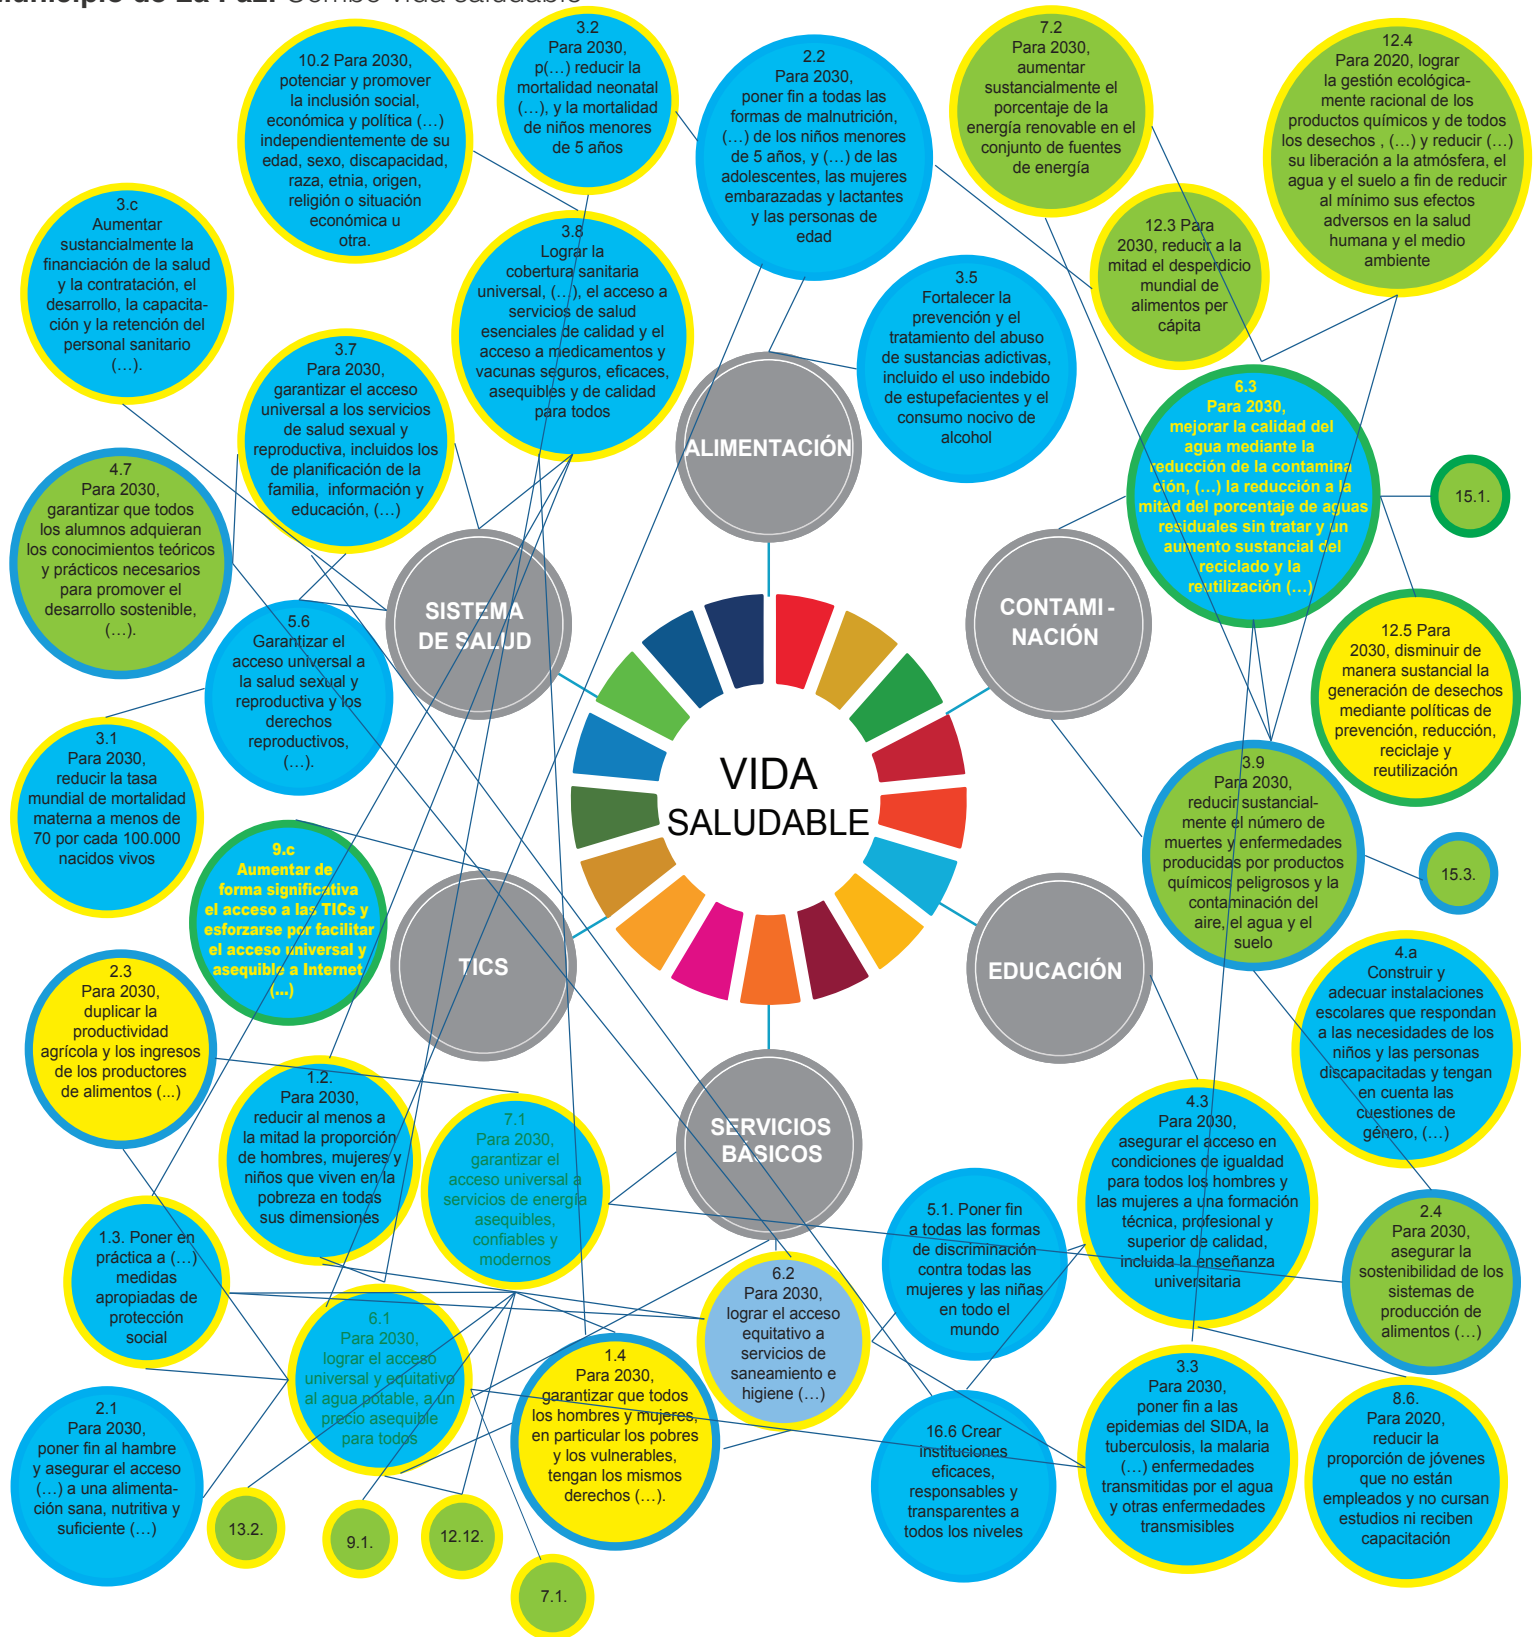 Municipio de La Paz: Combo vida saludable
10.2 Para 2030,
potenciar y promover
la inclusión social,
económica y política (…)
independientemente de su
edad, sexo, discapacidad,
raza, etnia, origen,
religión o situación
económica u
otra.
3.2
Para 2030,
p(…) reducir la
mortalidad neonatal
(…), y la mortalidad
de niños menores
de 5 años
2.2
Para 2030,
poner fin a todas las
formas de malnutrición,
(…) de los niños menores
de 5 años, y (…) de las
adolescentes, las mujeres
embarazadas y lactantes
y las personas de
edad
7.2
Para 2030,
aumentar
sustancialmente el
porcentaje de la
energía renovable en el
conjunto de fuentes
de energía
12.4
Para 2020, lograr
la gestión ecológica-
mente racional de los
productos químicos y de todos
los desechos , (…) y reducir (…)
su liberación a la atmósfera, el
agua y el suelo a fin de reducir
al mínimo sus efectos
adversos en la salud
humana y el medio
ambiente
3.c
Aumentar
sustancialmente la
financiación de la salud
y la contratación, el
desarrollo, la capacita-
ción y la retención del
personal sanitario
(…).
3.8
Lograr la
cobertura sanitaria
universal, (…), el acceso a
servicios de salud
esenciales de calidad y el
acceso a medicamentos y
vacunas seguros, eficaces,
asequibles y de calidad
para todos
12.3 Para
2030, reducir a la
mitad el desperdicio
mundial de
alimentos per
cápita
3.5
Fortalecer la
prevención y el
tratamiento del abuso
de sustancias adictivas,
incluido el uso indebido
de estupefacientes y el
consumo nocivo de
alcohol
3.7
Para 2030,
garantizar el acceso
universal a los servicios
de salud sexual y
reproductiva, incluidos los
de planificación de la
familia, información y
educación, (…)
ALIMENTACIÓN
6.3
Para 2030,
mejorar la calidad del
agua mediante la
reducción de la contamina
ción, (…) la reducción a la
mitad del porcentaje de aguas
residuales sin tratar y un
aumento sustancial del
reciclado y la
reutilización (…)
15.1.
4.7
Para 2030,
garantizar que todos
los alumnos adquieran
los conocimientos teóricos
y prácticos necesarios
para promover el
desarrollo sostenible,
(…).
SISTEMA
DE SALUD
CONTAMI -
NACIÓN
5.6
Garantizar el
acceso universal a
la salud sexual y
reproductiva y los
derechos
reproductivos,
(…).
12.5 Para
2030, disminuir de
manera sustancial la
generación de desechos
mediante políticas de
prevención, reducción,
reciclaje y
reutilización
3.1
Para 2030,
reducir la tasa
mundial de mortalidad
materna a menos de
70 por cada 100.000
nacidos vivos
VIDA
SALUDABLE
3.9
Para 2030,
reducir sustancial-
mente el número de
muertes y enfermedades
producidas por productos
químicos peligrosos y la
contaminación del
aire, el agua y el
suelo
15.3.
9.c
Aumentar de
forma significativa
el acceso a las TICs y
esforzarse por facilitar
el acceso universal y
asequible a Internet
(...)
TICS
EDUCACIÓN
4.a
Construir y
adecuar instalaciones
escolares que respondan
a las necesidades de los
niños y las personas
discapacitadas y tengan
en cuenta las
cuestiones de
género, (…)
2.3
Para 2030,
duplicar la
productividad
agrícola y los ingresos
de los productores
de alimentos (...)
1.2.
Para 2030,
reducir al menos a
la mitad la proporción
de hombres, mujeres y
niños que viven en la
pobreza en todas
sus dimensiones
7.1
Para 2030,
garantizar el
acceso universal a
servicios de energía
asequibles,
confiables y
modernos
SERVICIOS
BÁSICOS
4.3
Para 2030,
asegurar el acceso en
condiciones de igualdad
para todos los hombres y
las mujeres a una formación
técnica, profesional y
superior de calidad,
incluida la enseñanza
universitaria
5.1. Poner fin
a todas las formas
de discriminación
contra todas las
mujeres y las niñas
en todo el
mundo
2.4
Para 2030,
asegurar la
sostenibilidad de los
sistemas de
producción de
alimentos (…)
1.3. Poner en
práctica a (…)
medidas
apropiadas de
protección
social
6.2
Para 2030,
lograr el acceso
equitativo a
servicios de
saneamiento e
higiene (…)
6.1
Para 2030,
lograr el acceso
universal y equitativo
al agua potable, a un
precio asequible
para todos
1.4
Para 2030,
garantizar que todos
los hombres y mujeres,
en particular los pobres
y los vulnerables,
tengan los mismos
derechos (…).
3.3
Para 2030,
poner fin a las
epidemias del SIDA, la
tuberculosis, la malaria
(…) enfermedades
transmitidas por el agua
y otras enfermedades
transmisibles
8.6.
Para 2020,
reducir la
proporción de jóvenes
que no están
empleados y no cursan
estudios ni reciben
capacitación
2.1
Para 2030,
poner fin al hambre
y asegurar el acceso
(…) a una alimenta-
ción sana, nutritiva y
suficiente (…)
16.6 Crear
instituciones
eficaces,
responsables y
transparentes a
todos los niveles
13.2.
9.1.
12.12.
7.1.